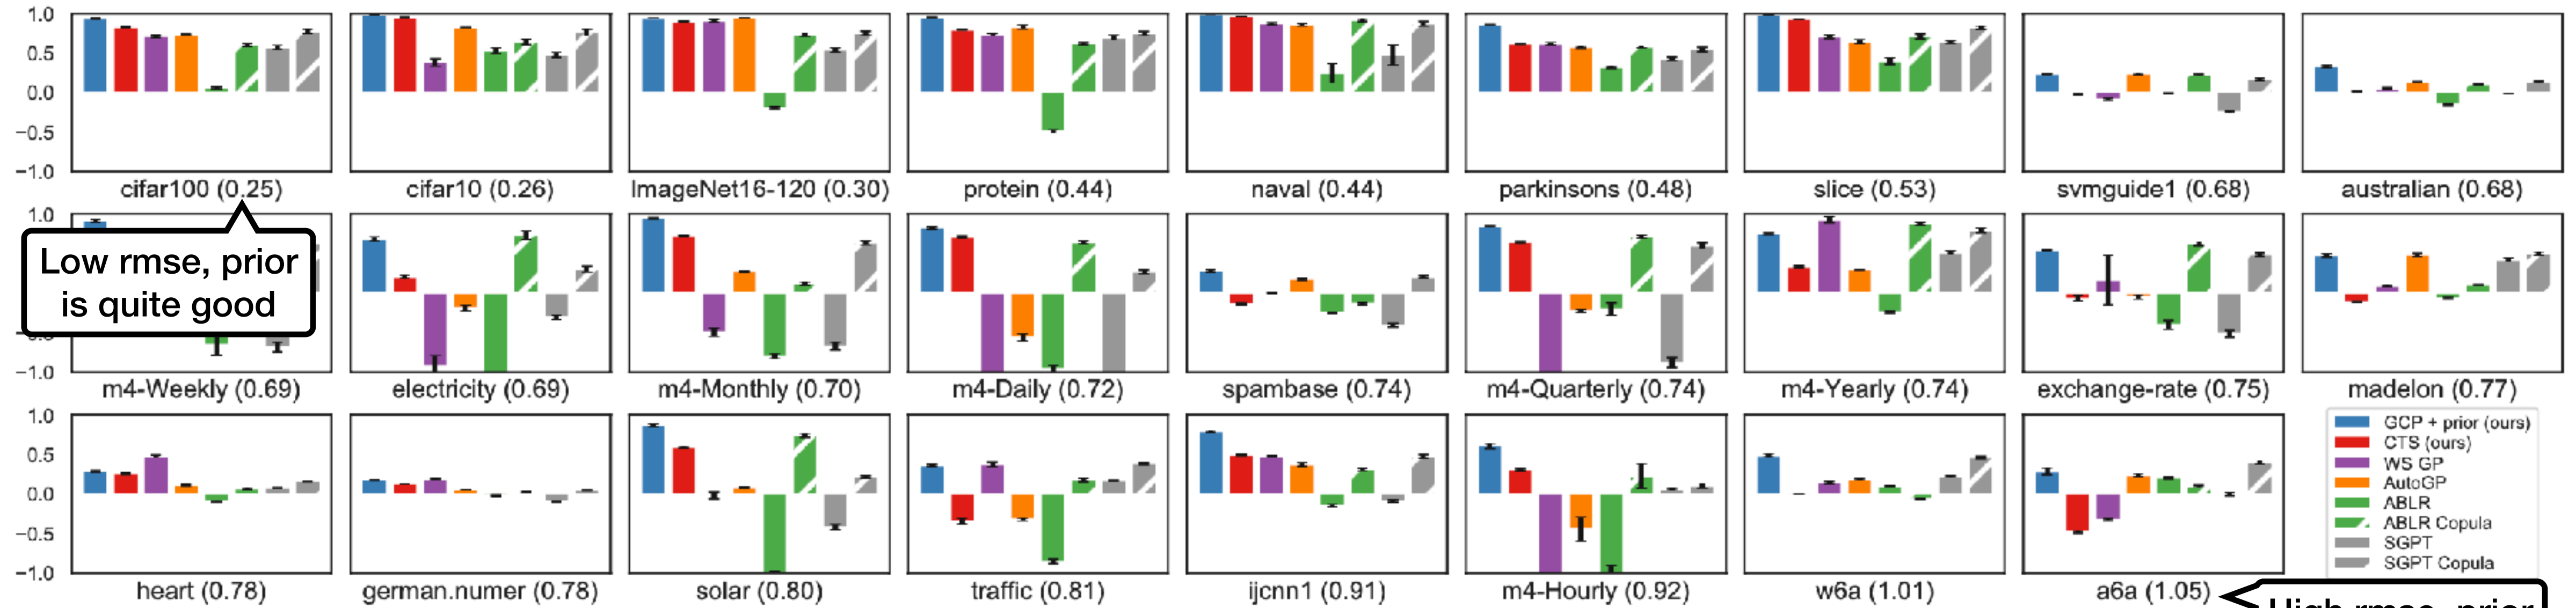 1.0
0.5
0.0
−0.5
−1.0
cifar100 (0.25) cifar10 (0.26) ImageNet16-120 (0.30) protein (0.44) naval (0.44) parkinsons (0.48) slice (0.53) svmguide1 (0.68) australian (0.68)
1.0
Low rmse, prior
is quite good
−1.0
m4-Weekly (0.69) electricity (0.69) m4-Monthly (0.70) m4-Daily (0.72) spambase (0.74) m4-Quarterly (0.74) m4-Yearly (0.74) exchange-rate (0.75) madelon (0.77)
1.0
0.5
0.0
−0.5
−1.0
GCP + prior (ours)
CTS (ours)
WS GP
AutoGP
ABLR
ABLR Copula
SGPT
SGPT Copula
heart (0.78) german.numer (0.78) solar (0.80) traffic (0.81) ijcnn1 (0.91) m4-Hourly (0.92) w6a (1.01) a6a (1.05)
High rmse, prior